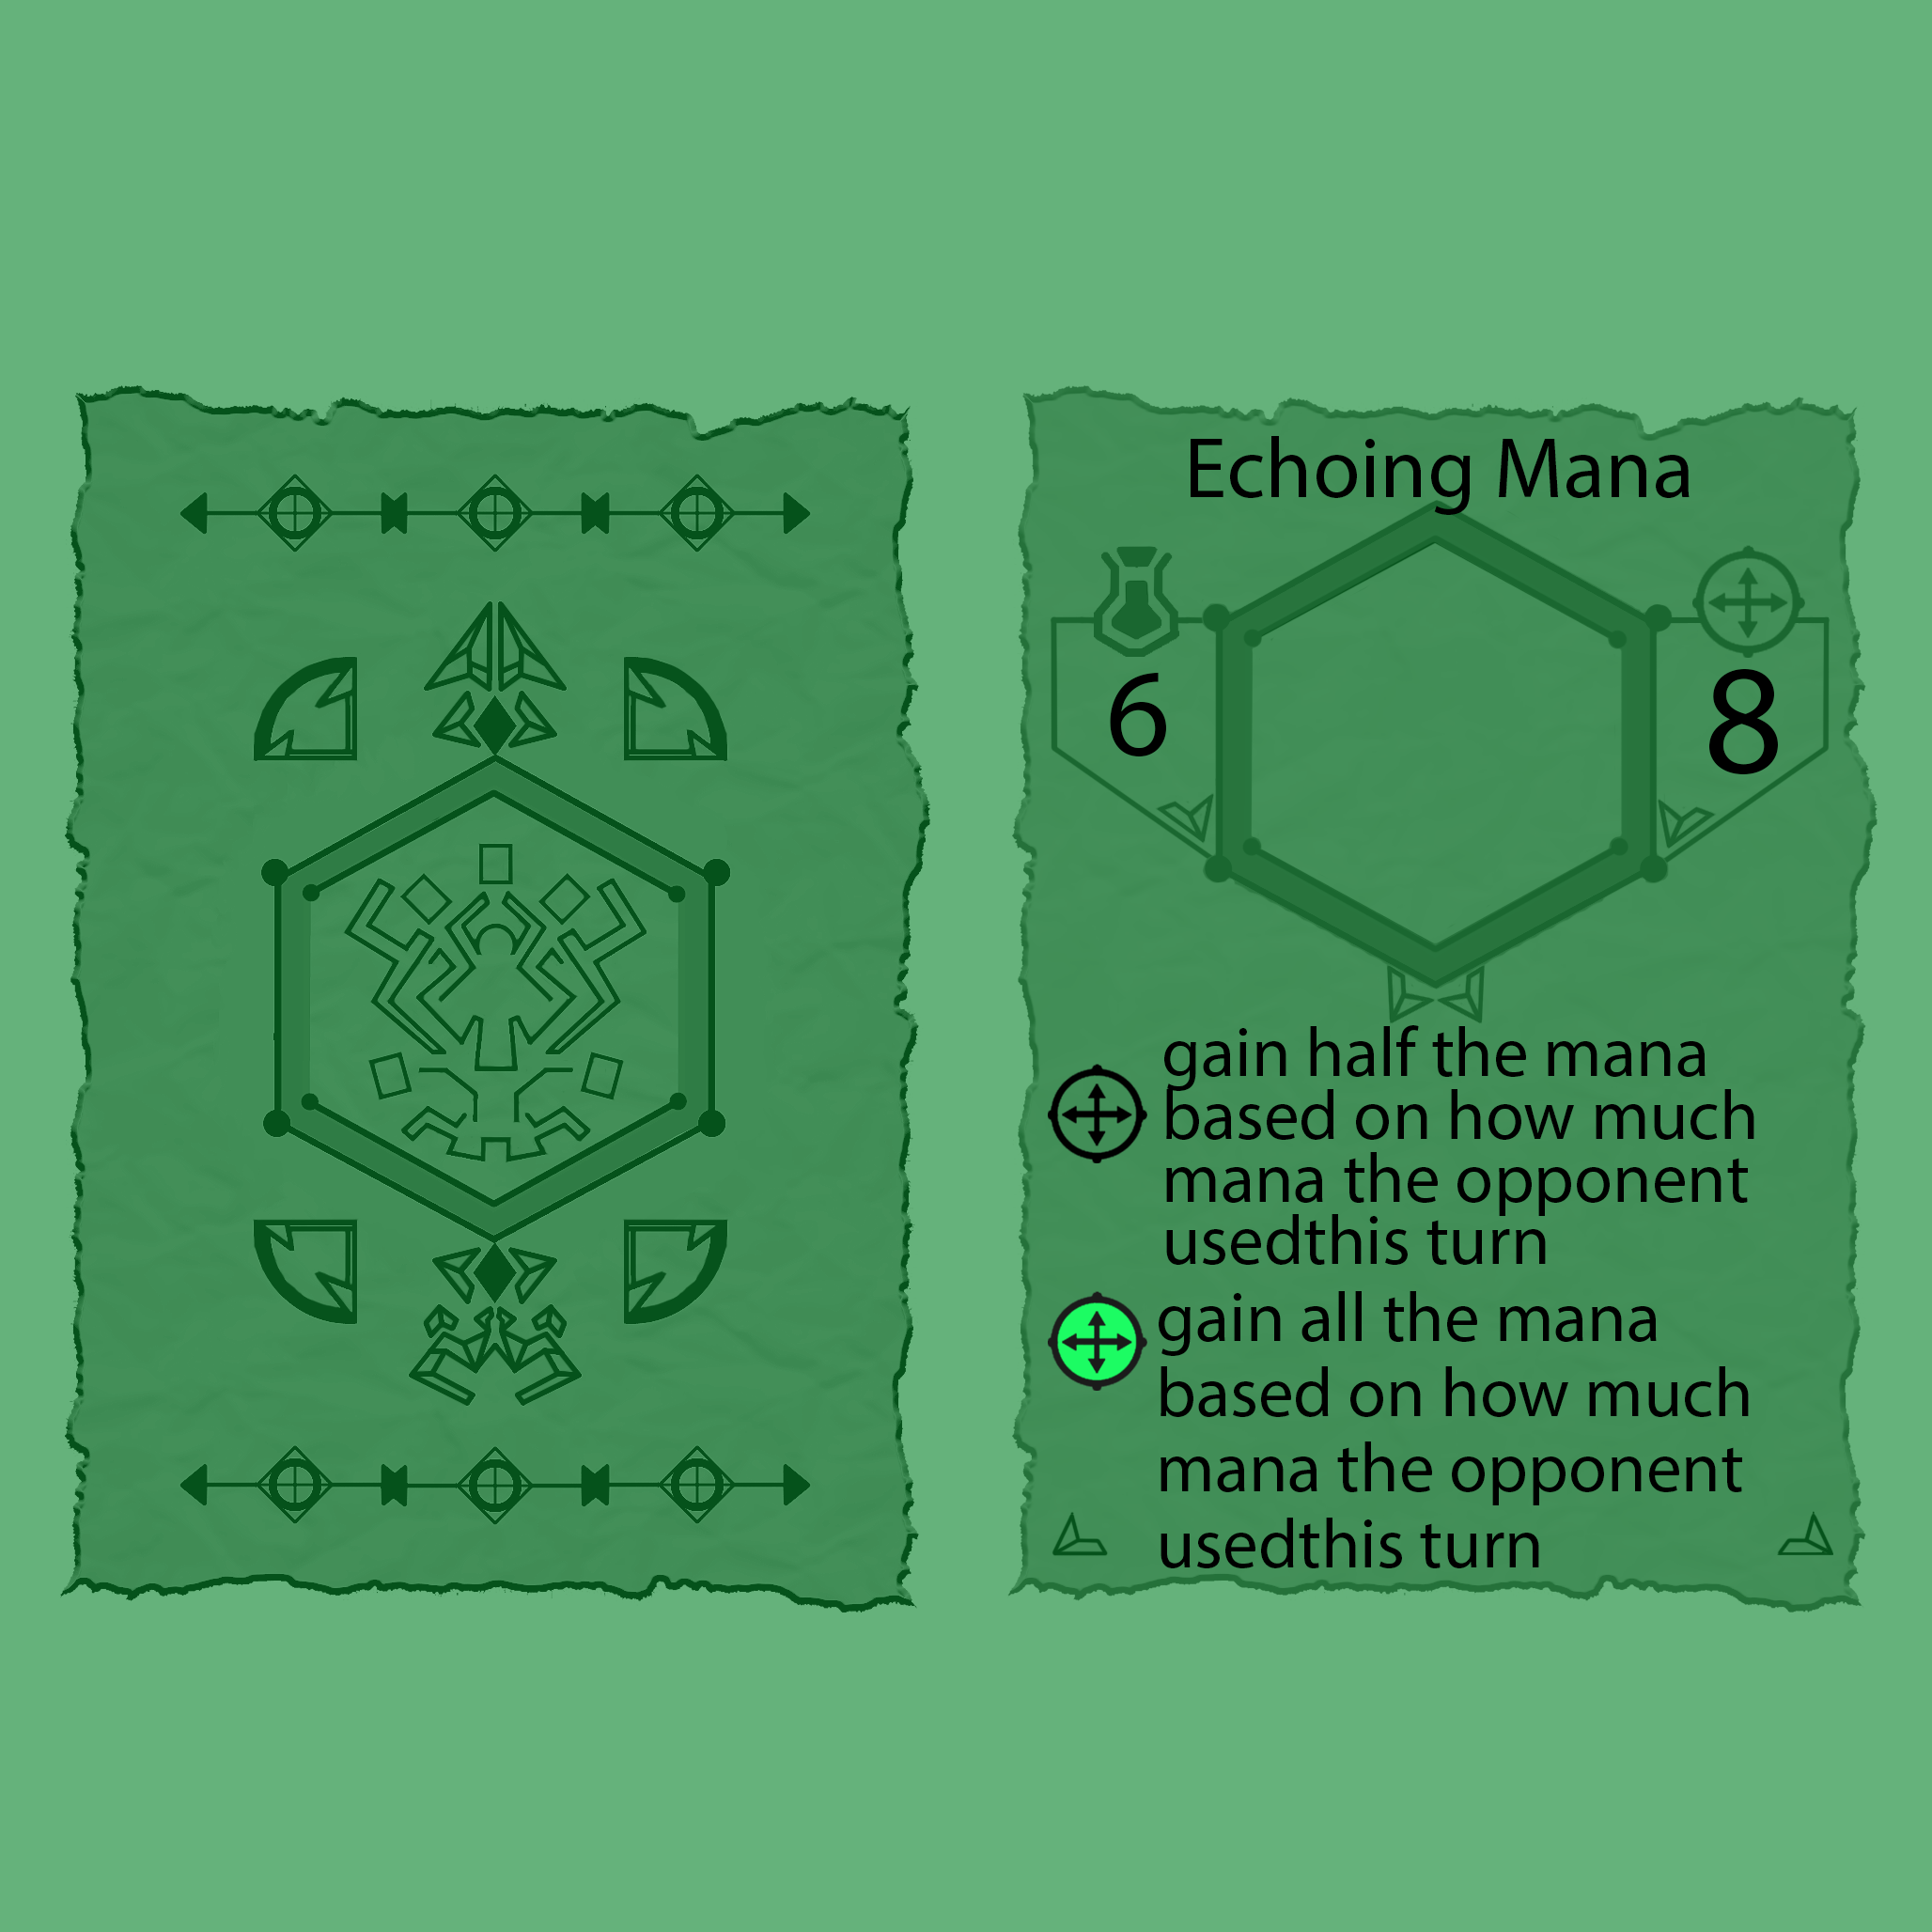 Echoing Mana
6
8
gain half the mana
based on how much
mana the opponent
usedthis turn
gain all the mana
based on how much
mana the opponent
usedthis turn